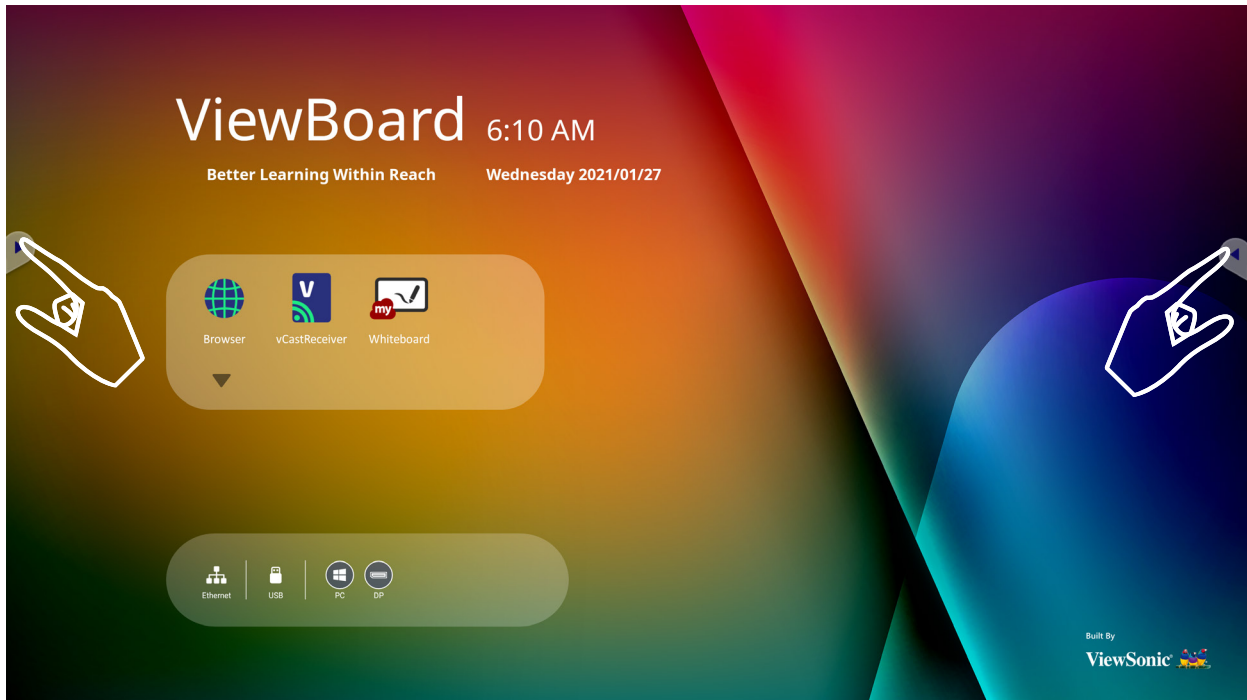 ViewBoard 6:10 AM
Better Learning Within Reach Wednesday 2021/01/27
V
my
Browser vCastReceiver Whiteboard
Ethernet USB PC DP
Built By
ViewSonic®